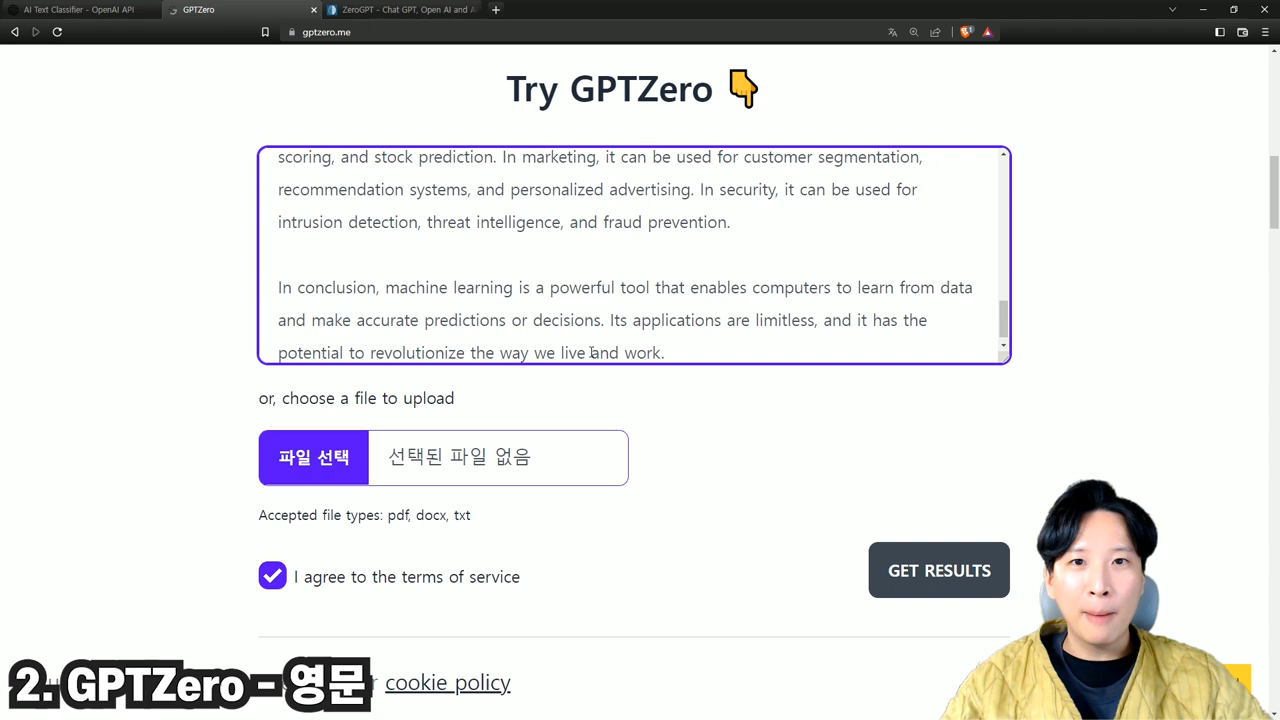 AI Text Classifier - OpenAI API
GPTZero
ZeroGPT - Chat GPT, Open AI and A
gptzero.me
Try GPTZero 👇
scoring, and stock prediction. In marketing, it can be used for customer segmentation,
recommendation systems, and personalized advertising. In security, it can be used for
intrusion detection, threat intelligence, and fraud prevention.
In conclusion, machine learning is a powerful tool that enables computers to learn from data
and make accurate predictions or decisions. Its applications are limitless, and it has the
potential to revolutionize the way we live and work.
or, choose a file to upload
파일 선택 선택된 파일 없음
Accepted file types: pdf, docx, txt
I agree to the terms of service
GET RESULTS
2. GPTZero - 영문
cookie policy